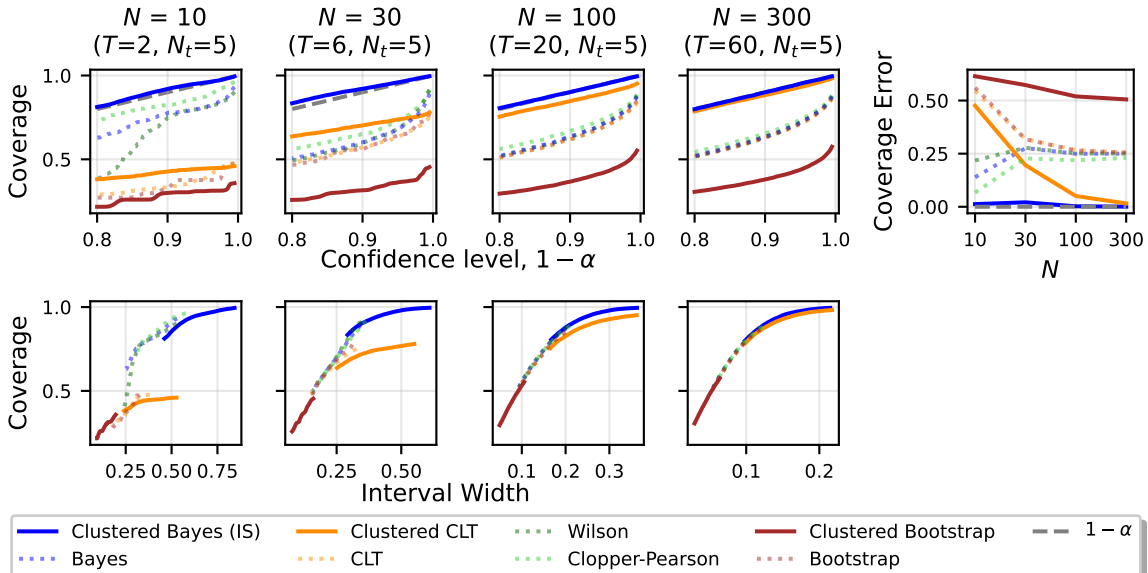 N = 10
(T=2, Nₜ=5)
N = 30
(T=6, Nₜ=5)
N = 100
(T=20, Nₜ=5)
N = 300
(T=60, Nₜ=5)
Coverage
1.0
0.5
0.8 0.9 1.0
0.8 0.9 1.0
0.8 0.9 1.0
0.8 0.9 1.0
Confidence level, 1 − α
Coverage Error
0.50
0.25
0.00
10 30 100 300
N
Coverage
1.0
0.5
0.25 0.50 0.75
0.25 0.50
0.1 0.2 0.3
0.1 0.2
Interval Width
Clustered Bayes (IS)
Clustered CLT
Wilson
Clustered Bootstrap
1 − α
Bayes
CLT
Clopper-Pearson
Bootstrap